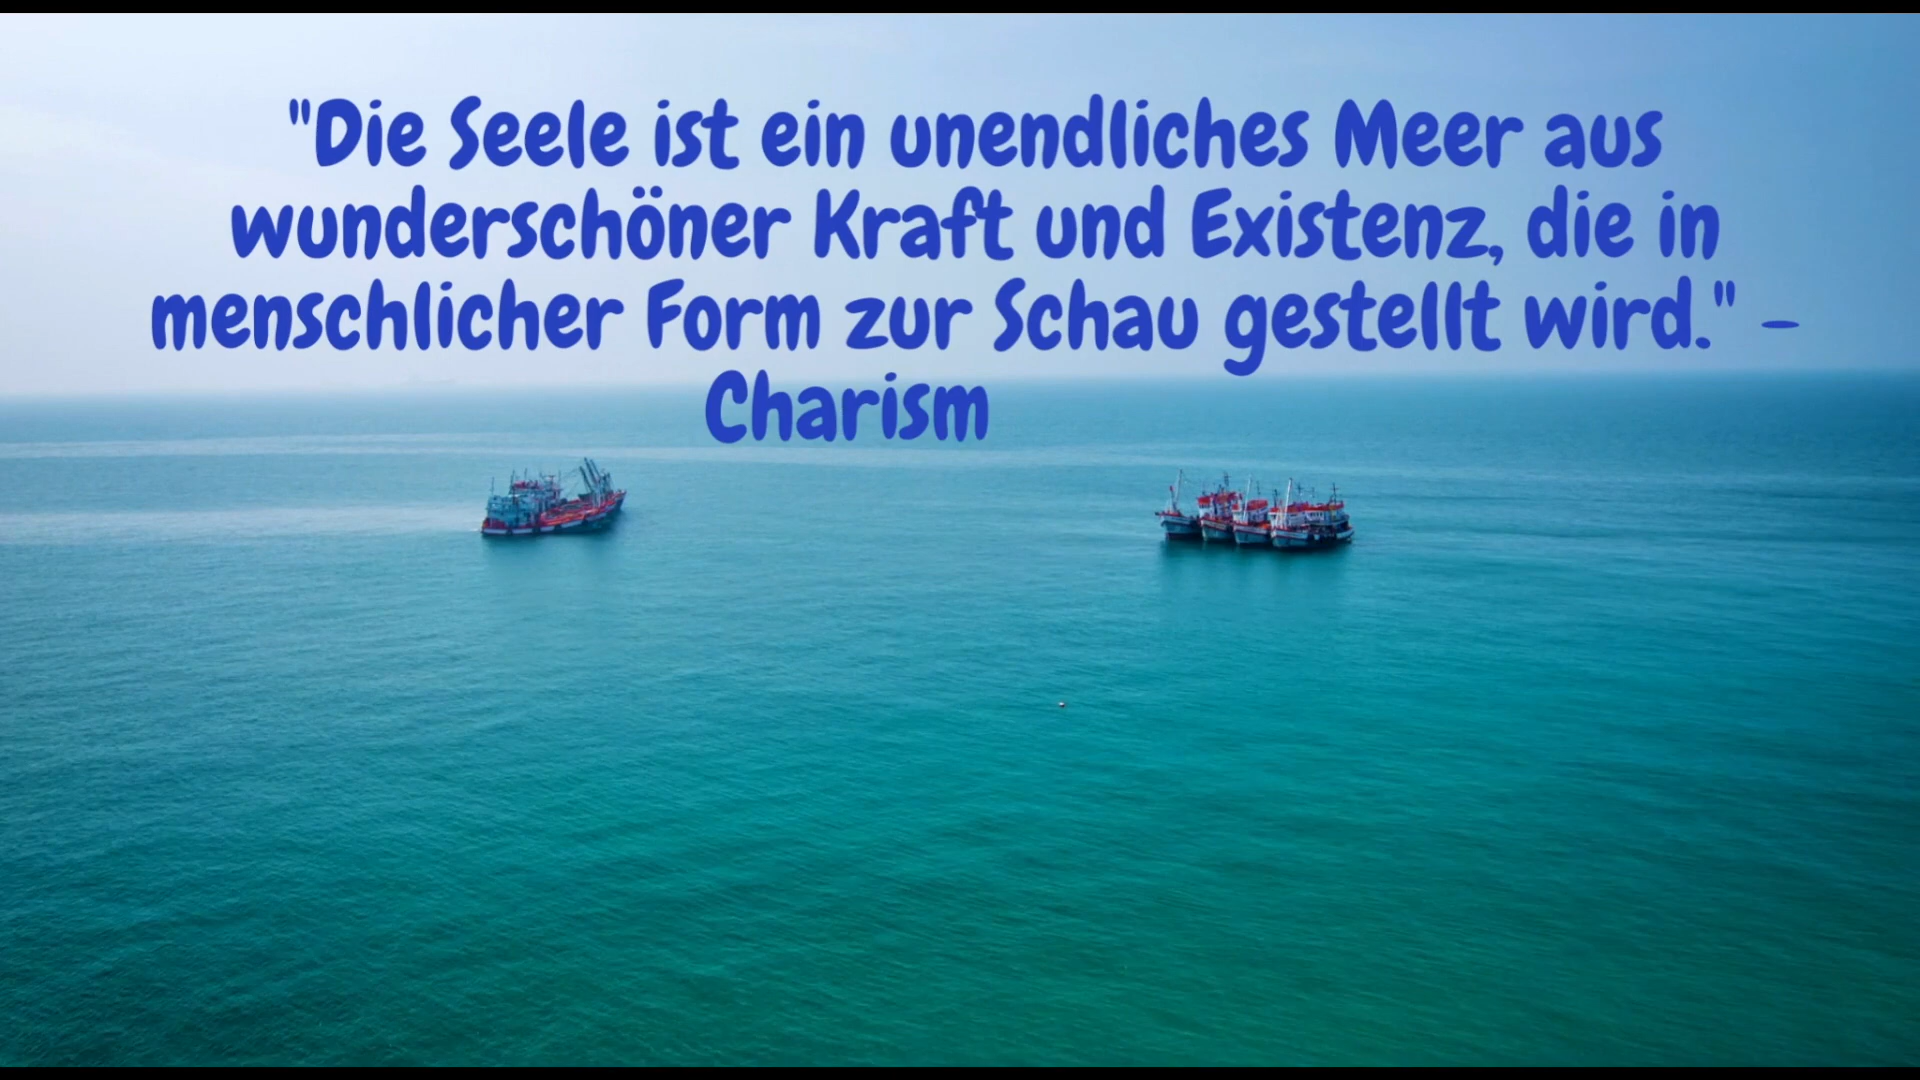 "Die Seele ist ein unendliches Meer aus
wunderschöner Kraft und Existenz, die in
menschlicher Form zur Schau gestellt wird." -
Charism